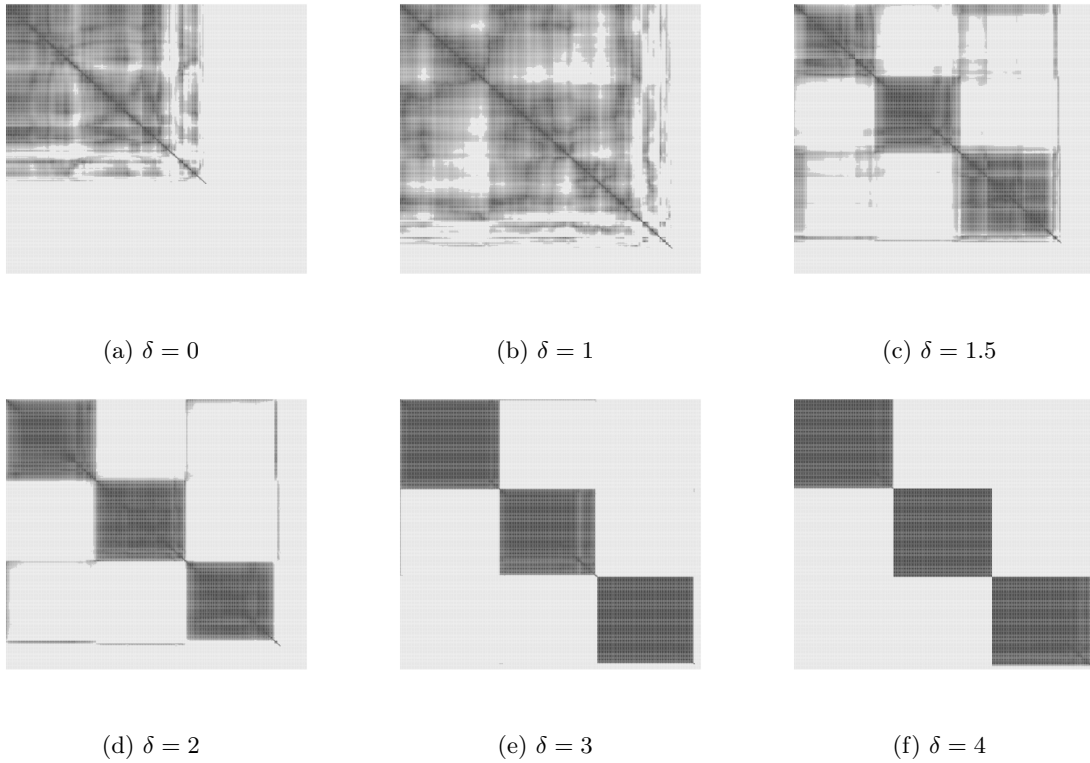 (a) δ = 0
(b) δ = 1
(c) δ = 1.5
(d) δ = 2
(e) δ = 3
(f) δ = 4